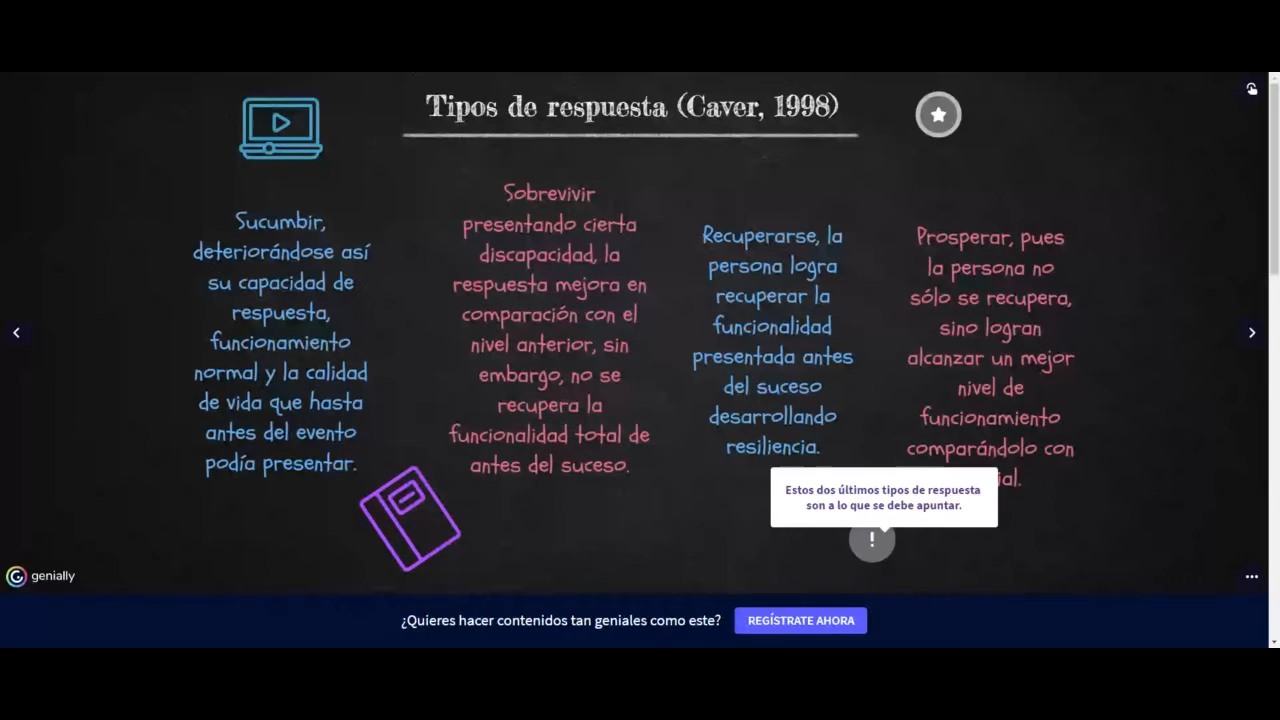 Tipos de respuesta (Caver, 1998)
Sucumbir,
deteriorándose así
su capacidad de
respuesta,
funcionamiento
normal y la calidad
de vida que hasta
antes del evento
podía presentar.
Sobrevivir
presentando cierta
discapacidad, la
respuesta mejora en
comparación con el
nivel anterior, sin
embargo, no se
recupera la
funcionalidad total de
antes del suceso.
Recuperarse, la
persona logra
recuperar la
funcionalidad
presentada antes
del suceso
desarrollando
resiliencia.
Prosperar, pues
la persona no
sólo se recupera,
sino logran
alcanzar un mejor
nivel de
funcionamiento
comparándolo con
Estos dos últimos tipos de respuesta
son a lo que se debe apuntar.
!
genially
¿Quieres hacer contenidos tan geniales como este?
REGÍSTRATE AHORA